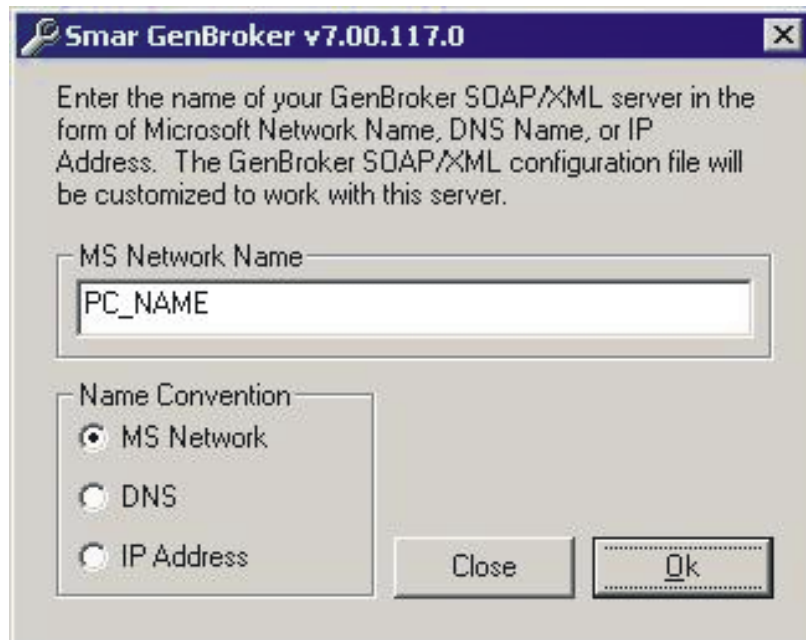 Smar GenBroker v7.00.117.0
Enter the name of your GenBroker SOAP/XML server in the
form of Microsoft Network Name, DNS Name, or IP
Address. The GenBroker SOAP/XML configuration file will
be customized to work with this server.
MS Network Name
PC_NAME
Name Convention
MS Network
DNS
IP Address
Close
Ok